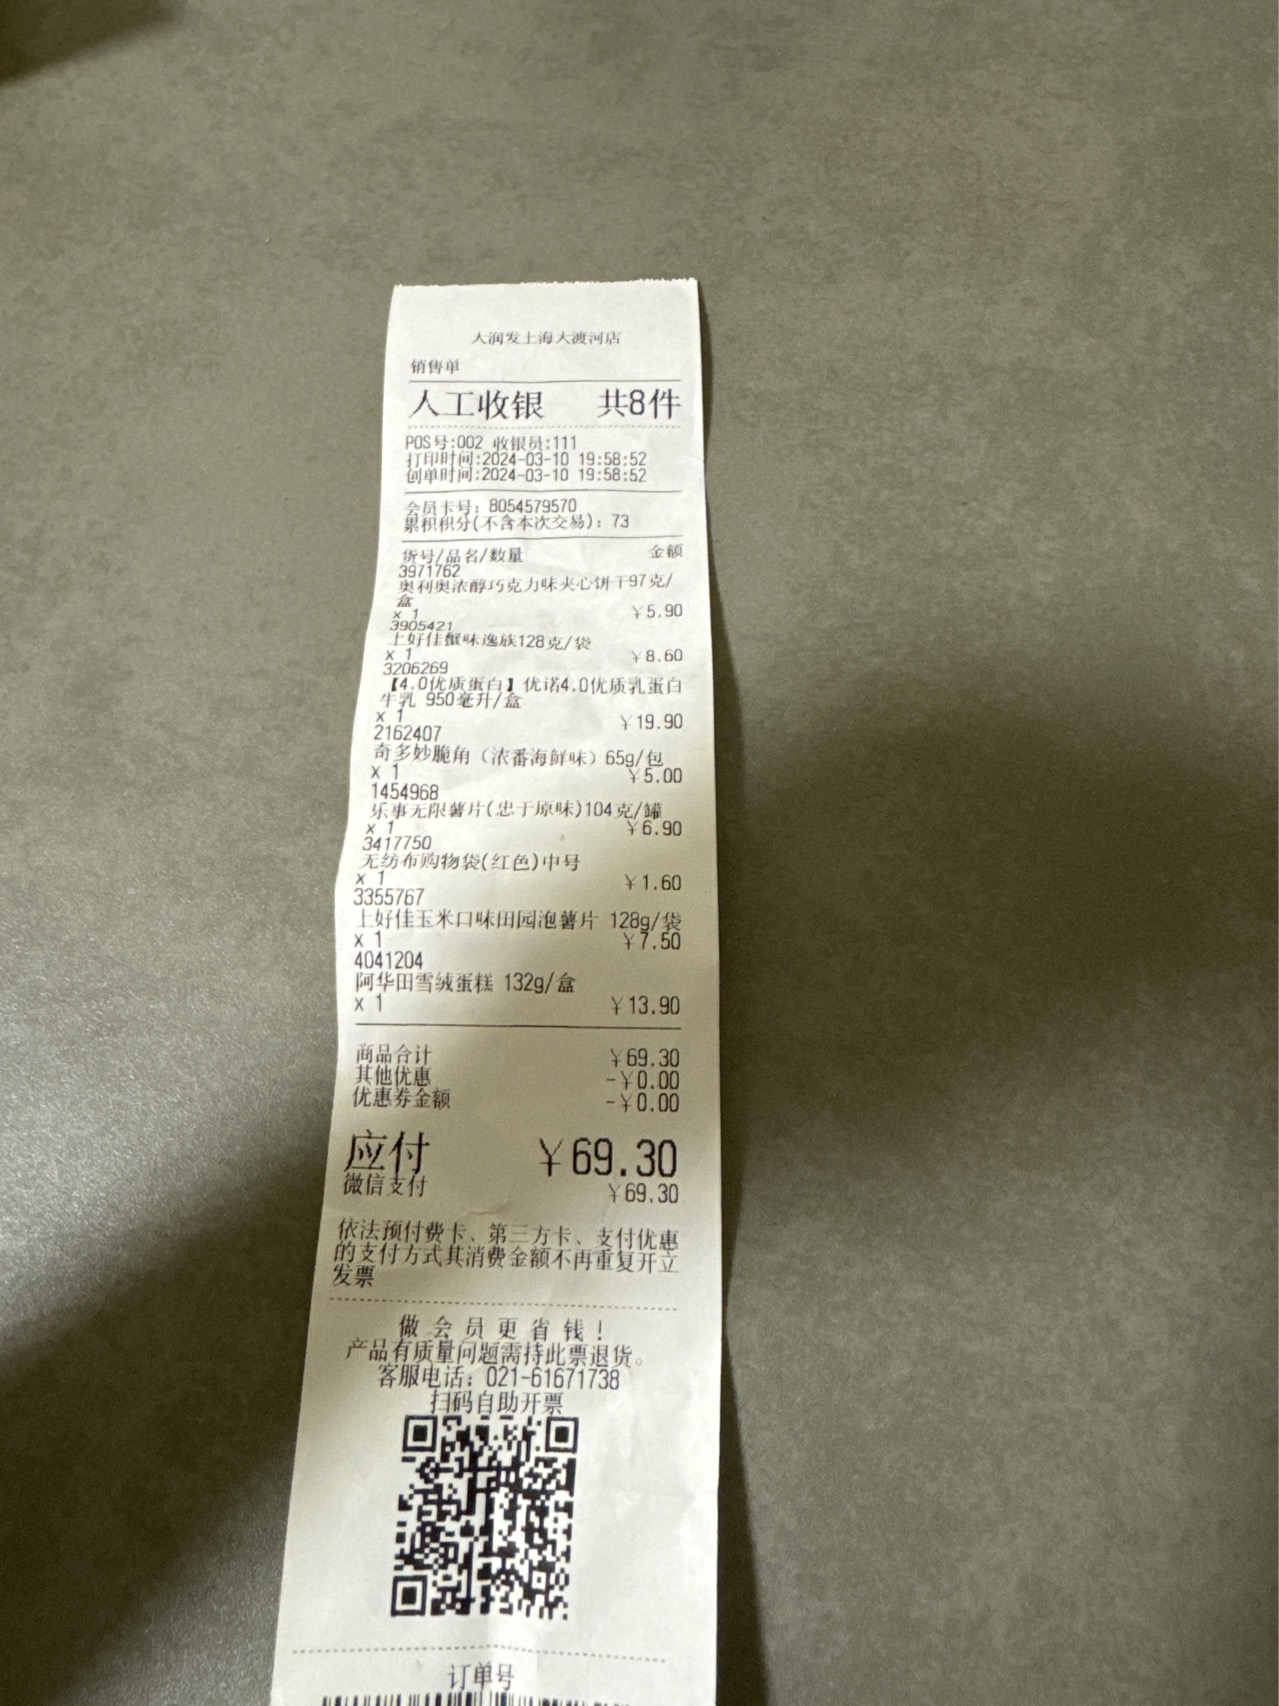 大润发上海大渡河店
销售单
人工收银 共8件
POS号:002 收银员:111
打印时间:2024-03-10 19:58:52
创单时间:2024-03-10 19:58:52
会员卡号: 8054579570
累积积分(不含本次交易): 73
货号/品名/数量 金额
3971762
奥利奥浓醇巧克力味夹心饼干97克/
盒
x 1 ¥5.90
3905421
上好佳蟹味逸族128克/袋
x 1 ¥8.60
3206269
【4.0优质蛋白】优诺4.0优质乳蛋白
牛乳 950毫升/盒
x 1 ¥19.90
2162407
奇多妙脆角（浓番海鲜味）65g/包
x 1 ¥5.00
1454968
乐事无限薯片(忠于原味)104克/罐
x 1 ¥6.90
3417750
无纺布购物袋(红色)中号
x 1 ¥1.60
3355767
上好佳玉米口味田园泡薯片 128g/袋
x 1 ¥7.50
4041204
阿华田雪绒蛋糕 132g/盒
x 1 ¥13.90
商品合计 ¥69.30
其他优惠 -¥0.00
优惠券金额 -¥0.00
应付 ¥69.30
微信支付 ¥69.30
依法预付费卡、第三方卡、支付优惠
的支付方式其消费金额不再重复开立
发票
做会员更省钱!
产品有质量问题需持此票退货。
客服电话: 021-61671738
扫码自助开票
订单号